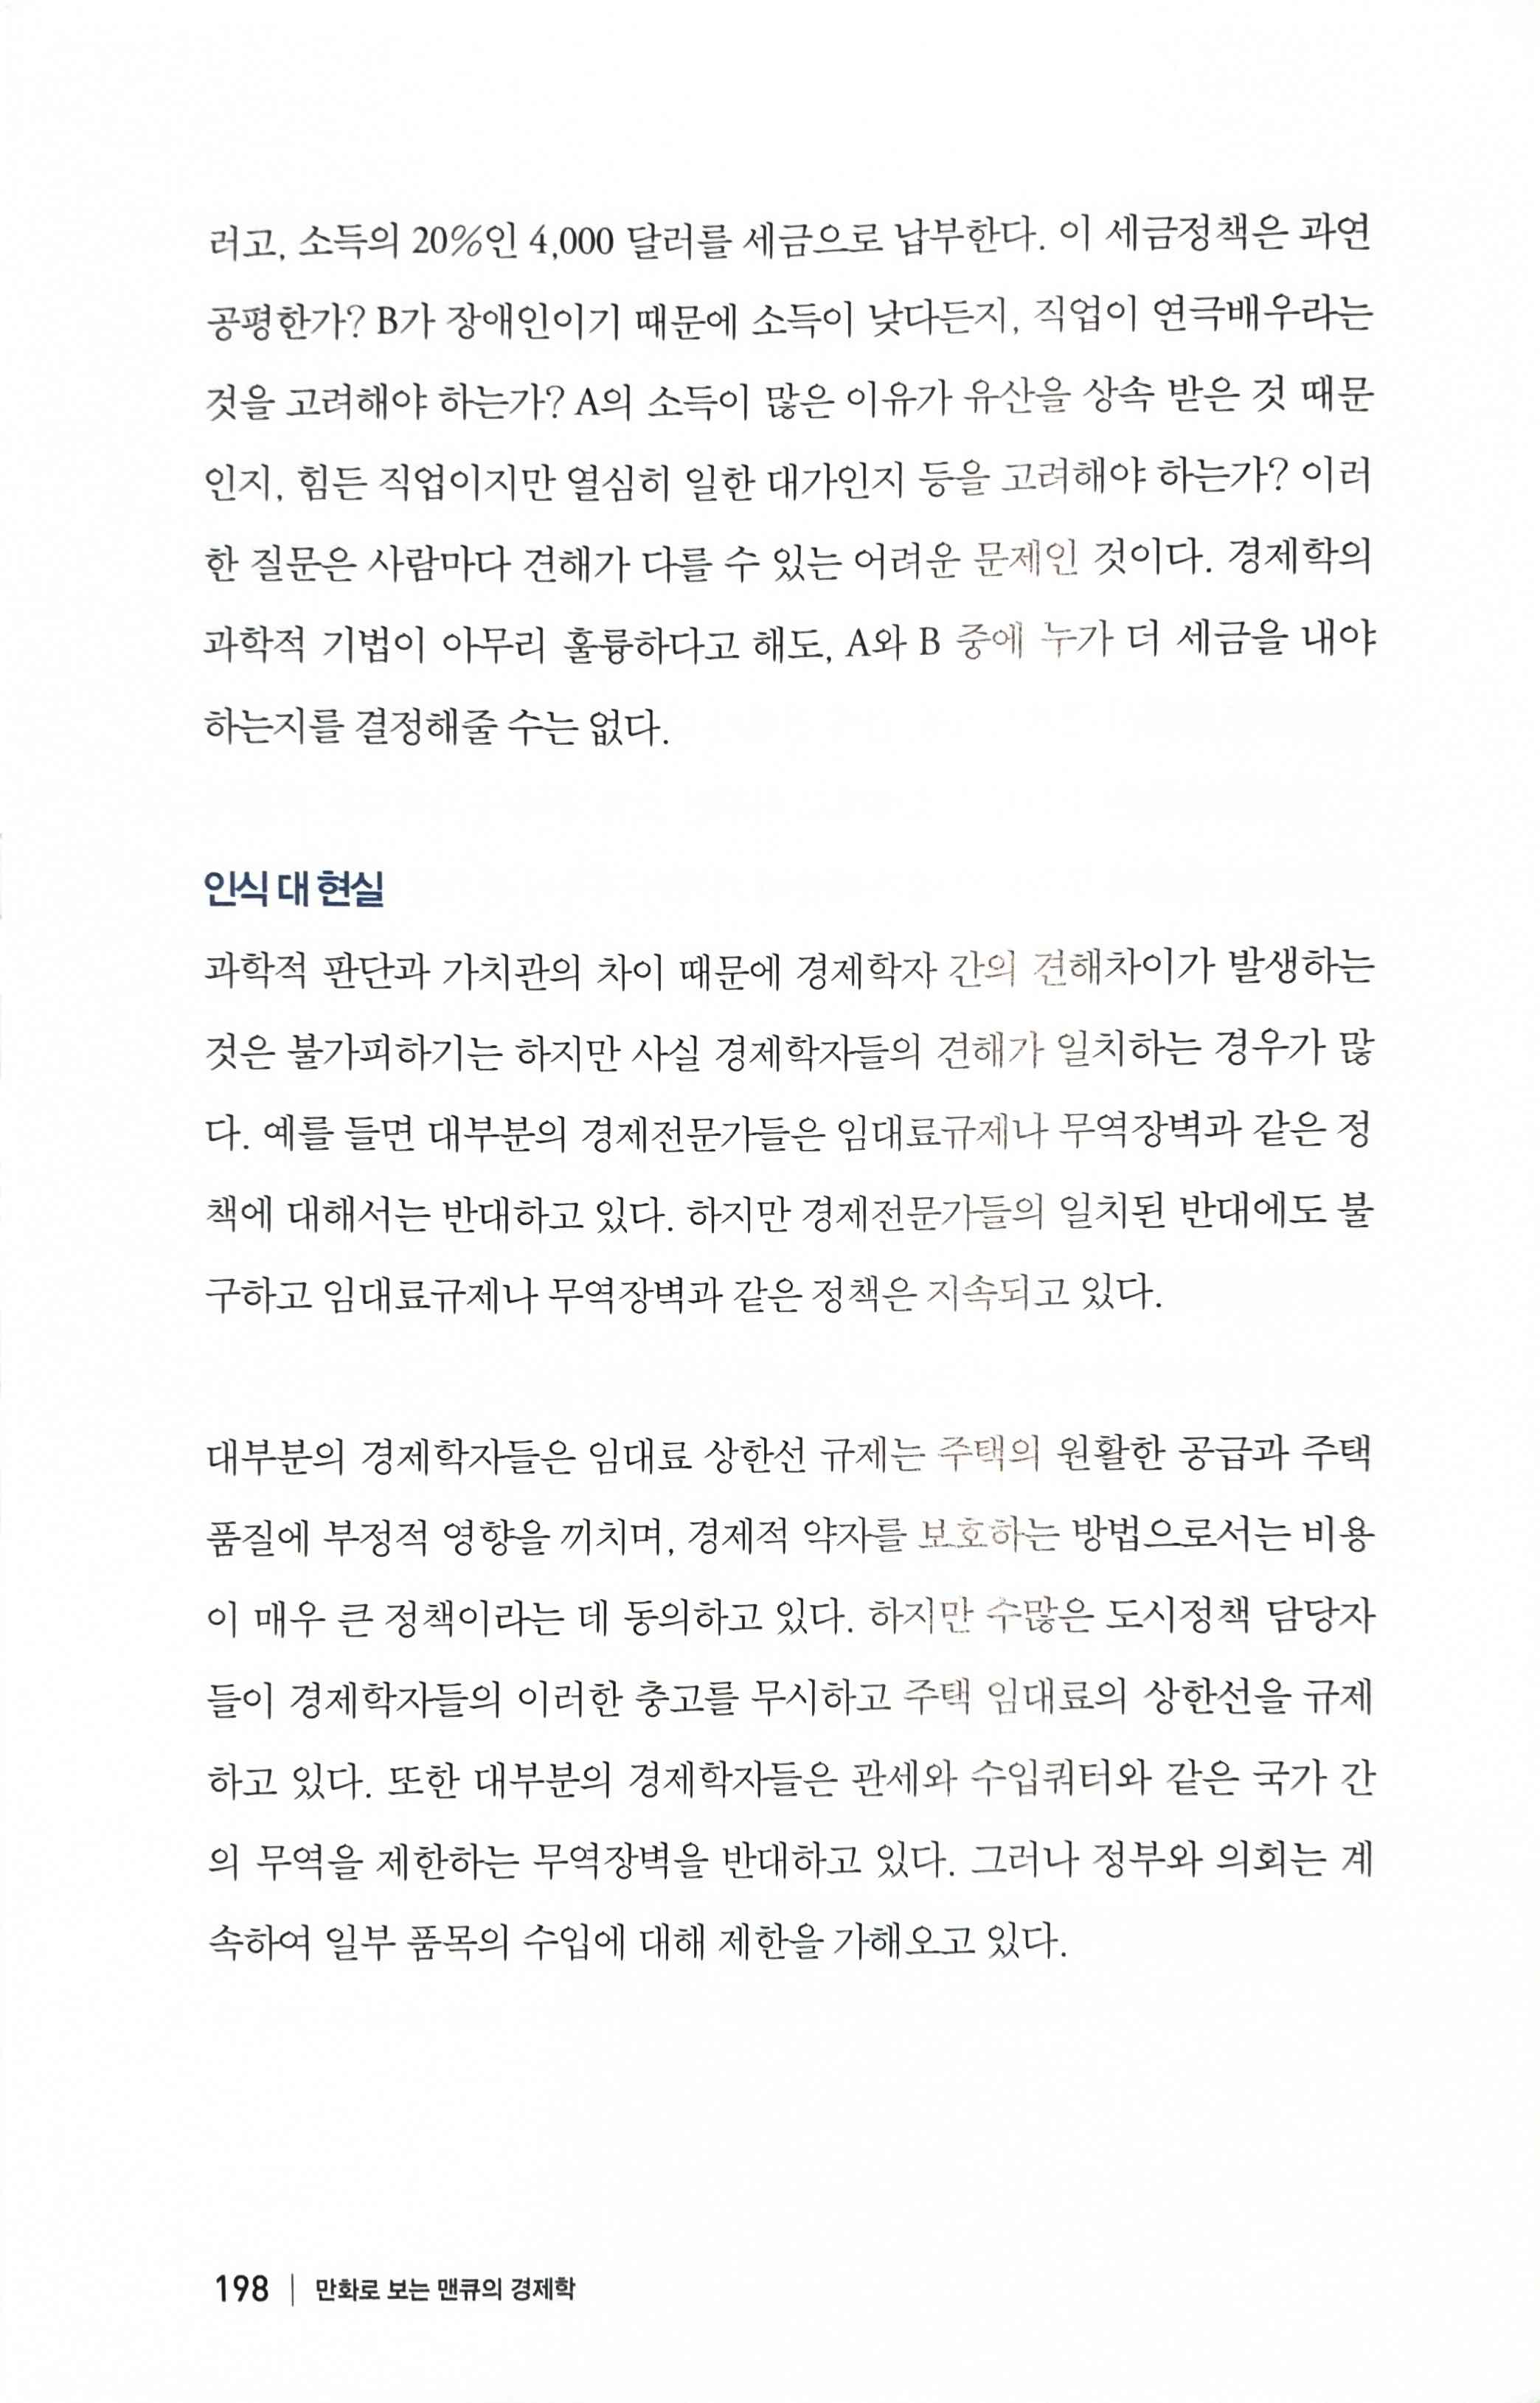 러고, 소득의 20%인 4,000 달러를 세금으로 납부한다. 이 세금정책은 과연
공평한가? B가 장애인이기 때문에 소득이 낮다든지, 직업이 연극배우라는
것을 고려해야 하는가? A의 소득이 많은 이유가 유산을 상속 받은 것 때문
인지, 힘든 직업이지만 열심히 일한 대가인지 등을 고려해야 하는가? 이러
한 질문은 사람마다 견해가 다를 수 있는 어려운 문제인 것이다. 경제학의
과학적 기법이 아무리 훌륭하다고 해도, A와 B 중에 누가 더 세금을 내야
하는지를 결정해줄 수는 없다.
인식 대 현실
과학적 판단과 가치관의 차이 때문에 경제학자 간의 견해차이가 발생하는
것은 불가피하기는 하지만 사실 경제학자들의 견해가 일치하는 경우가 많
다. 예를 들면 대부분의 경제전문가들은 임대료규제나 무역장벽과 같은 정
책에 대해서는 반대하고 있다. 하지만 경제전문가들의 일치된 반대에도 불
구하고 임대료규제나 무역장벽과 같은 정책은 지속되고 있다.
대부분의 경제학자들은 임대료 상한선 규제는 주택의 원활한 공급과 주택
품질에 부정적 영향을 끼치며, 경제적 약자를 보호하는 방법으로서는 비용
이 매우 큰 정책이라는 데 동의하고 있다. 하지만 수많은 도시정책 담당자
들이 경제학자들의 이러한 충고를 무시하고 주택 임대료의 상한선을 규제
하고 있다. 또한 대부분의 경제학자들은 관세와 수입쿼터와 같은 국가 간
의 무역을 제한하는 무역장벽을 반대하고 있다. 그러나 정부와 의회는 계
속하여 일부 품목의 수입에 대해 제한을 가해오고 있다.
198 | 만화로 보는 맨큐의 경제학